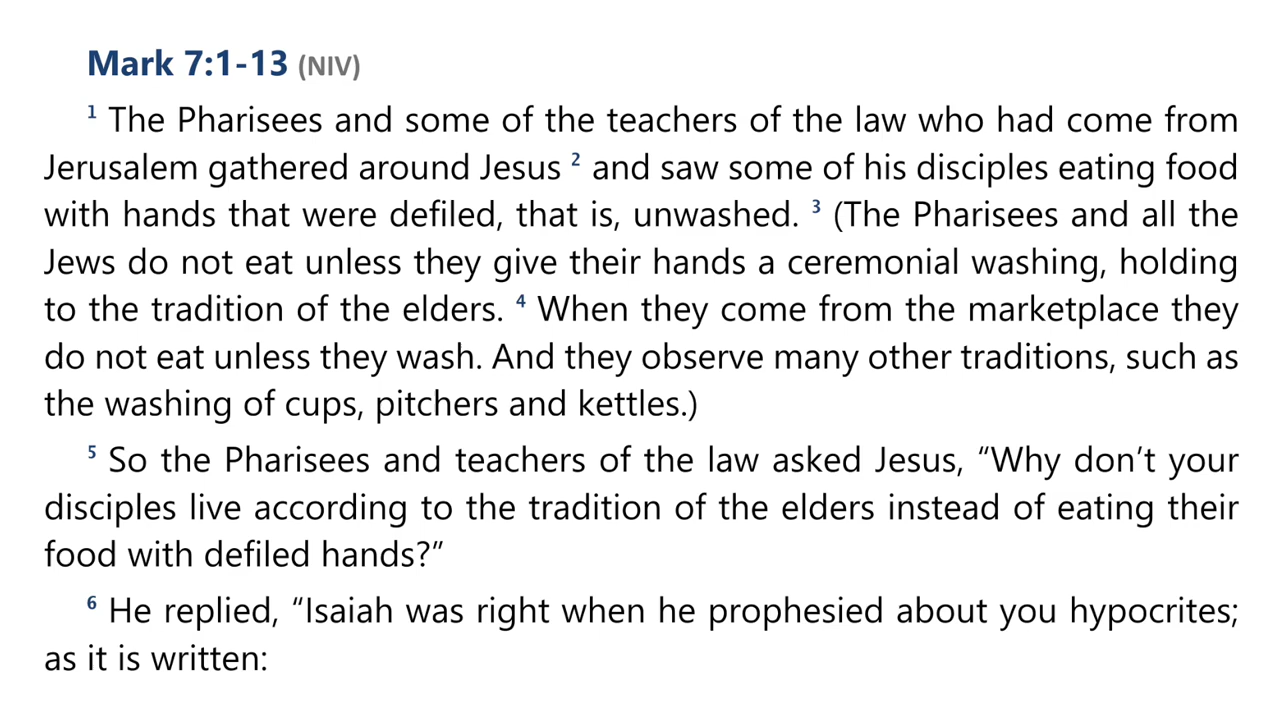 Mark 7:1-13 (NIV)
1 The Pharisees and some of the teachers of the law who had come from
Jerusalem gathered around Jesus 2 and saw some of his disciples eating food
with hands that were defiled, that is, unwashed. 3 (The Pharisees and all the
Jews do not eat unless they give their hands a ceremonial washing, holding
to the tradition of the elders. 4 When they come from the marketplace they
do not eat unless they wash. And they observe many other traditions, such as
the washing of cups, pitchers and kettles.)
5 So the Pharisees and teachers of the law asked Jesus, “Why don’t your
disciples live according to the tradition of the elders instead of eating their
food with defiled hands?”
6 He replied, “Isaiah was right when he prophesied about you hypocrites;
as it is written: